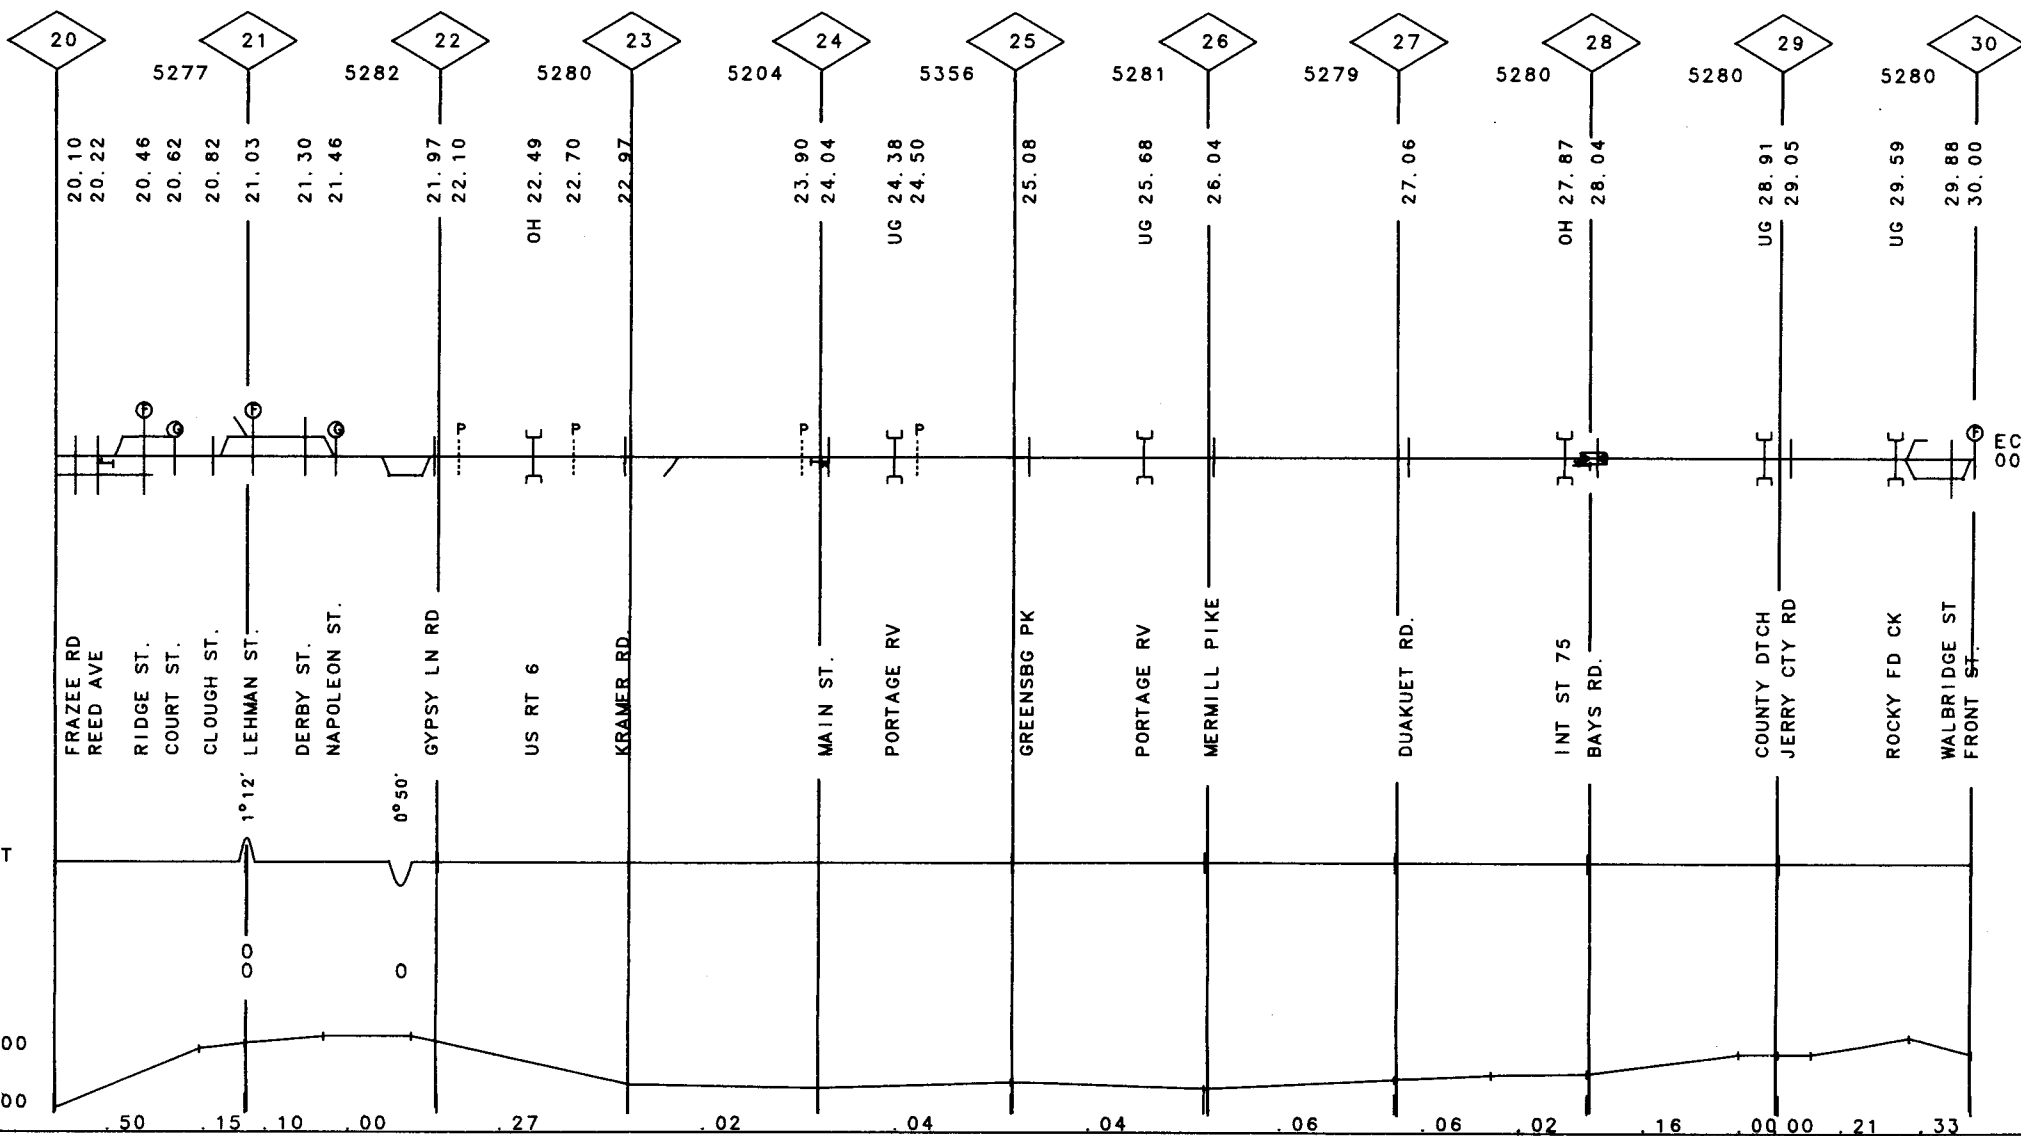 20 21 22 23 24 25 26 27 28 29 30
5277 5282 5280 5204 5356 5281 5279 5280 5280 5280
20.10
20.22
20.46
20.62
20.82
21.03
21.30
21.46
21.97
22.10
OH 22.49
22.70
22.97
23.90
24.04
UG 24.38
24.50
25.08
UG 25.68
26.04
27.06
OH 27.87
28.04
UG 28.91
29.05
UG 29.59
29.88
30.00
F G F G P P P P F
EC
00
FRAZEE RD
REED AVE
RIDGE ST.
COURT ST.
CLOUGH ST.
LEHMAN ST.
DERBY ST.
NAPOLEON ST.
GYPSY LN RD
US RT 6
KRAMER RD.
MAIN ST.
PORTAGE RV
GREENSBG PK
PORTAGE RV
MERMILL PIKE
DUAKUET RD.
INT ST 75
BAYS RD.
COUNTY DTCH
JERRY CTY RD
ROCKY FD CK
WALBRIDGE ST
FRONT ST.
1°12'
0°50'
T
0
0 0
00
00
.50 .15 .10 .00 .27 .02 .04 .04 .06 .06 .02 .16 .00 00 .21 .33